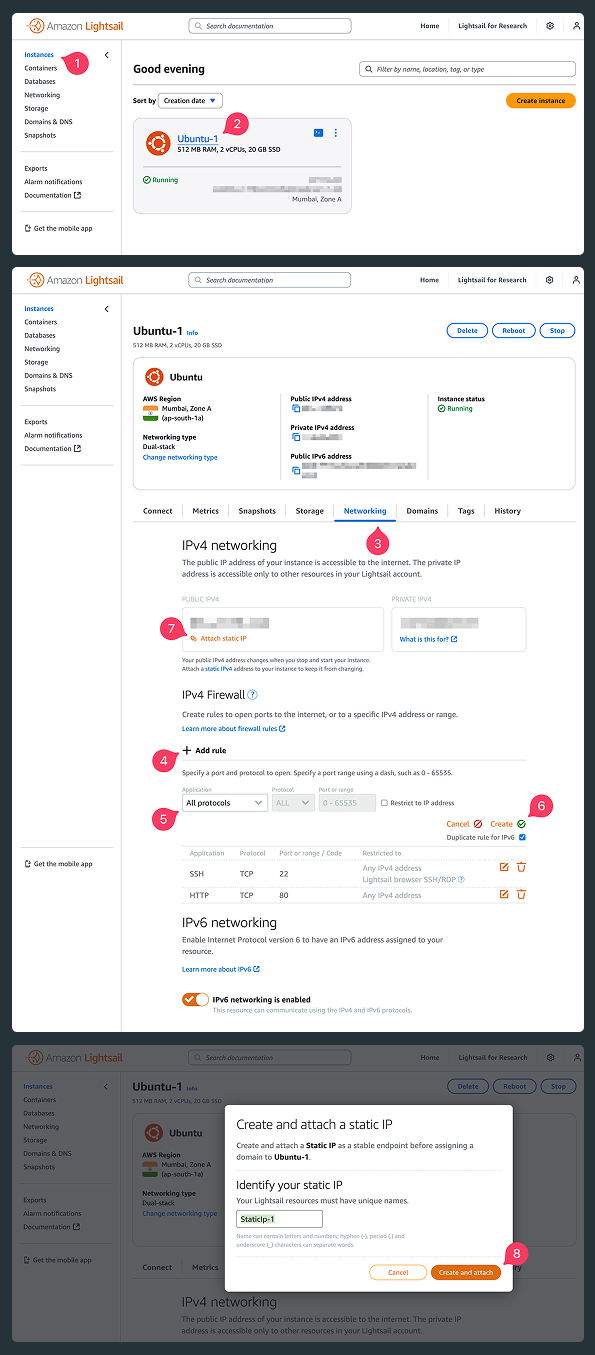 Amazon Lightsail
Search documentation
Home
Lightsail for Research
Instances
1
Containers
Databases
Networking
Storage
Domains & DNS
Snapshots
Exports
Alarm notifications
Documentation
Get the mobile app
Good evening
Filter by name, location, tag, or type
Sort by
Creation date
Create instance
2
Ubuntu-1
512 MB RAM, 2 vCPUs, 20 GB SSD
Running
Mumbai, Zone A
Amazon Lightsail
Search documentation
Home
Lightsail for Research
Instances
Containers
Databases
Networking
Storage
Domains & DNS
Snapshots
Exports
Alarm notifications
Documentation
Get the mobile app
Ubuntu-1 Info
512 MB RAM, 2 vCPUs, 20 GB SSD
Delete
Reboot
Stop
Ubuntu
AWS Region
Mumbai, Zone A
(ap-south-1a)
Networking type
Dual-stack
Change networking type
Public IPv4 address
Private IPv4 address
Public IPv6 address
Instance status
Running
Connect
Metrics
Snapshots
Storage
Networking
Domains
Tags
History
3
IPv4 networking
The public IP address of your instance is accessible to the internet. The private IP
address is accessible only to other resources in your Lightsail account.
PUBLIC IPV4
PRIVATE IPV4
7
Attach static IP
What is this for?
Your public IPv4 address changes when you stop and start your instance.
Attach a static IPv4 address to your instance to keep it from changing.
IPv4 Firewall ?
Create rules to open ports to the internet, or to a specific IPv4 address or range.
Learn more about firewall rules
4
+ Add rule
Specify a port and protocol to open. Specify a port range using a dash, such as 0 - 65535.
Application
Protocol
Port or range
5
All protocols
ALL
0 - 65535
Restrict to IP address
6
Cancel
Create
Duplicate rule for IPv6
Application
Protocol
Port or range / Code
Restricted to
SSH
TCP
22
Any IPv4 address
Lightsail browser SSH/RDP ?
HTTP
TCP
80
Any IPv4 address
IPv6 networking
Enable Internet Protocol version 6 to have an IPv6 address assigned to your
resource.
Learn more about IPv6
IPv6 networking is enabled
This resource can communicate using the IPv4 and IPv6 protocols.
Amazon Lightsail
Search documentation
Home
Lightsail for Research
Instances
Containers
Databases
Networking
Storage
Domains & DNS
Snapshots
Exports
Alarm notifications
Documentation
Get the mobile app
Ubuntu-1 Info
512 MB RAM, 2 vCPUs, 20 GB SSD
Delete
Reboot
Stop
Ubuntu
AWS Region
Mumbai, Zone A
(ap-south-1a)
Networking type
Dual-stack
Change networking type
Connect
Metrics
Create and attach a static IP
Create and attach a Static IP as a stable endpoint before assigning a
domain to Ubuntu-1.
Identify your static IP
Your Lightsail resources must have unique names.
StaticIp-1
Name can contain letters and numbers; hyphen (-), period (.) and
underscore (_) characters can separate words.
8
Cancel
Create and attach
IPv4 networking
The public IP address of your instance is accessible to the internet. The private IP
address is accessible only to other resources in your Lightsail account.